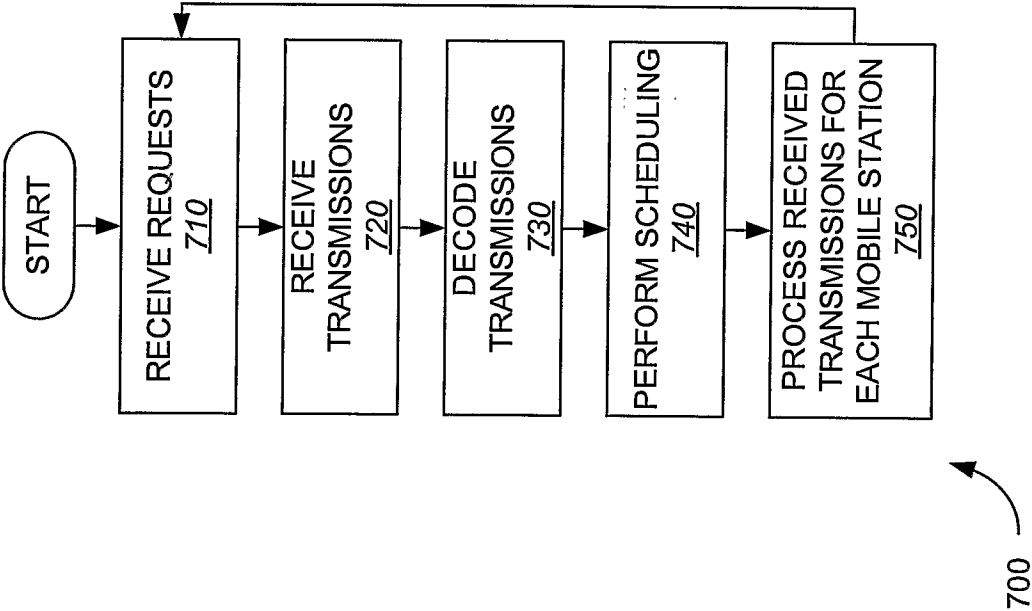 START
RECEIVE REQUESTS
710
RECEIVE
TRANSMISSIONS
720
DECODE
TRANSMISSIONS
730
PERFORM SCHEDULING
740
PROCESS RECEIVED
TRANSMISSIONS FOR
EACH MOBILE STATION
750
700